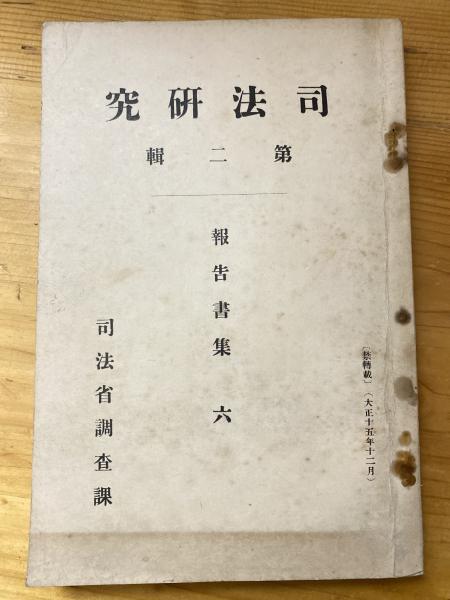 司法研究
第二輯
〔禁轉載〕（大正十五年十二月）
報告書集　六
司法省調査課